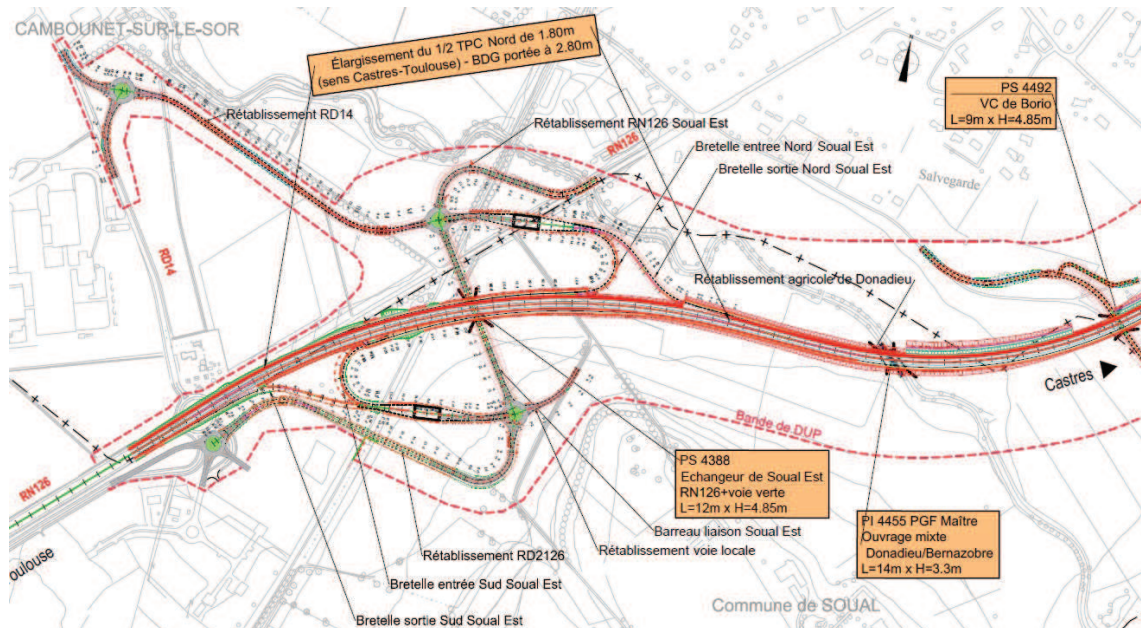 CAMBOUNET-SUR-LE-SOR
Élargissement du 1/2 TPC Nord de 1.80m
(sens Castres-Toulouse) - BDG portée à 2.80m
Rétablissement RD14
Rétablissement RN126 Soual Est
RN126
Bretelle entree Nord Soual Est
Bretelle sortie Nord Soual Est
PS 4492
VC de Borio
L=9m x H=4.85m
Salvegarde
RD14
Rétablissement agricole de Donadieu
Castres
Bande de DUP
RN126
PS 4388
Echangeur de Soual Est
RN126+voie verte
L=12m x H=4.85m
PI 4455 PGF Maître
Ouvrage mixte
Donadieu/Bernazobre
L=14m x H=3.3m
Barreau liaison Soual Est
Rétablissement voie locale
Rétablissement RD2126
oulouse
Bretelle entrée Sud Soual Est
Bretelle sortie Sud Soual Est
Commune de SOUAL